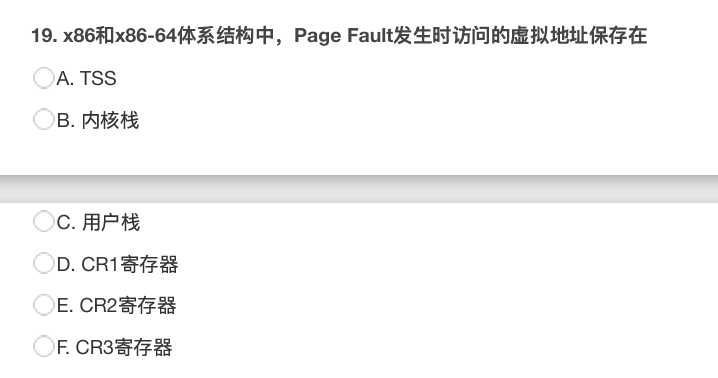 19. x86和x86-64体系结构中，Page Fault发生时访问的虚拟地址保存在
A. TSS
B. 内核栈
C. 用户栈
D. CR1寄存器
E. CR2寄存器
F. CR3寄存器